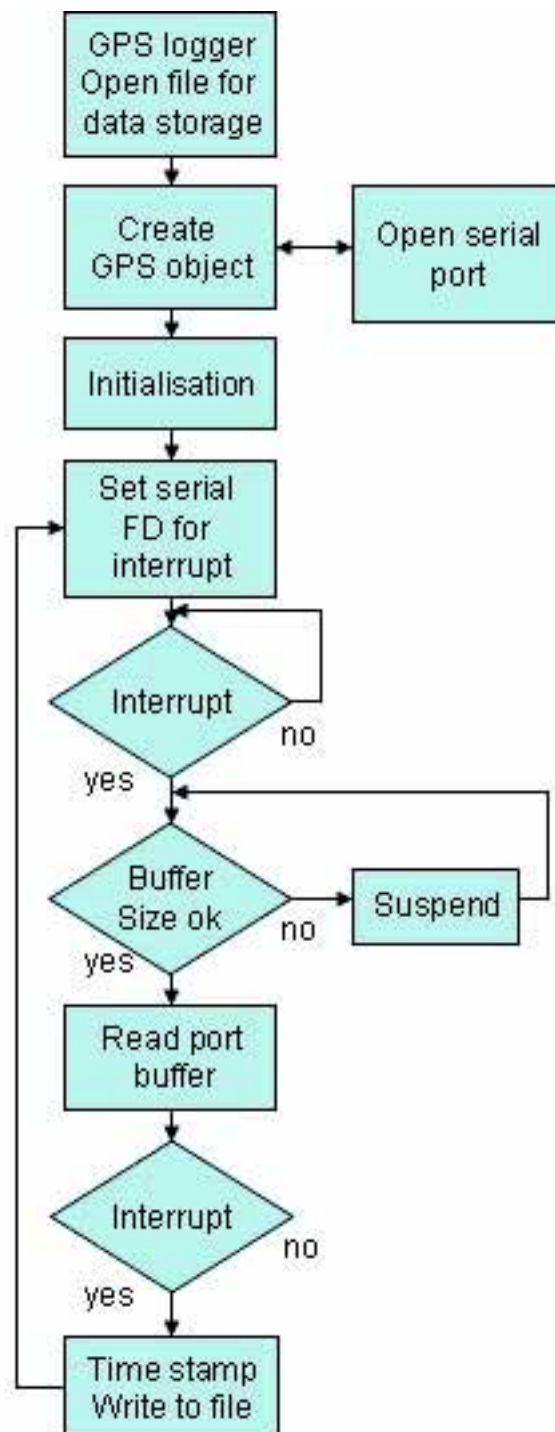 GPS logger
Open file for
data storage
Create
GPS object
Open serial
port
Initialisation
Set serial
FD for
interrupt
Interrupt
no
yes
Buffer
Size ok
no
Suspend
yes
Read port
buffer
Interrupt
no
yes
Time stamp
Write to file